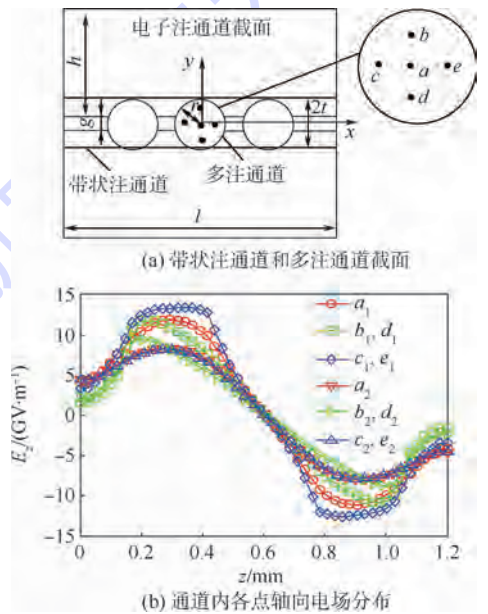 电子注通道截面
h
y
b
c
a
e
d
g
r
2t
x
带状注通道
多注通道
l
(a) 带状注通道和多注通道截面
15
10
5
0
-5
-10
-15
E_z/(GV·m⁻¹)
a₁
b₁, d₁
c₁, e₁
a₂
b₂, d₂
c₂, e₂
0
0.2
0.4
0.6
0.8
1.0
1.2
z/mm
(b) 通道内各点轴向电场分布